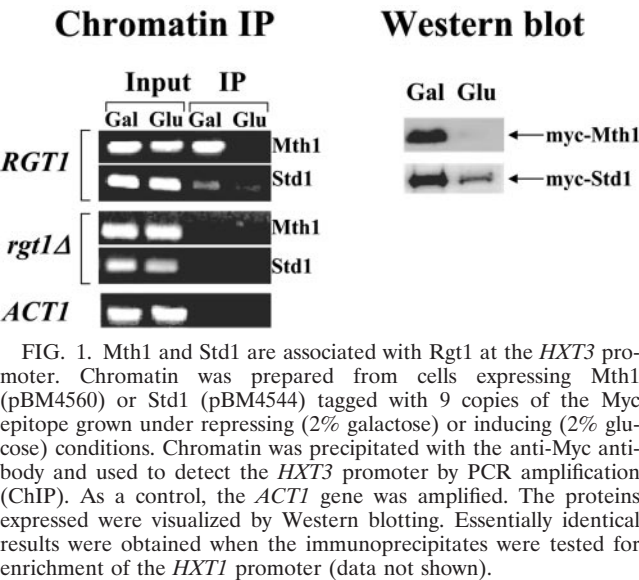 Chromatin IP
Western blot
Input IP
Gal Glu Gal Glu
Gal Glu
RGT1
Mth1
Std1
myc-Mth1
myc-Std1
rgt1Δ
Mth1
Std1
ACT1
FIG. 1. Mth1 and Std1 are associated with Rgt1 at the HXT3 pro-
moter. Chromatin was prepared from cells expressing Mth1
(pBM4560) or Std1 (pBM4544) tagged with 9 copies of the Myc
epitope grown under repressing (2% galactose) or inducing (2% glu-
cose) conditions. Chromatin was precipitated with the anti-Myc anti-
body and used to detect the HXT3 promoter by PCR amplification
(ChIP). As a control, the ACT1 gene was amplified. The proteins
expressed were visualized by Western blotting. Essentially identical
results were obtained when the immunoprecipitates were tested for
enrichment of the HXT1 promoter (data not shown).